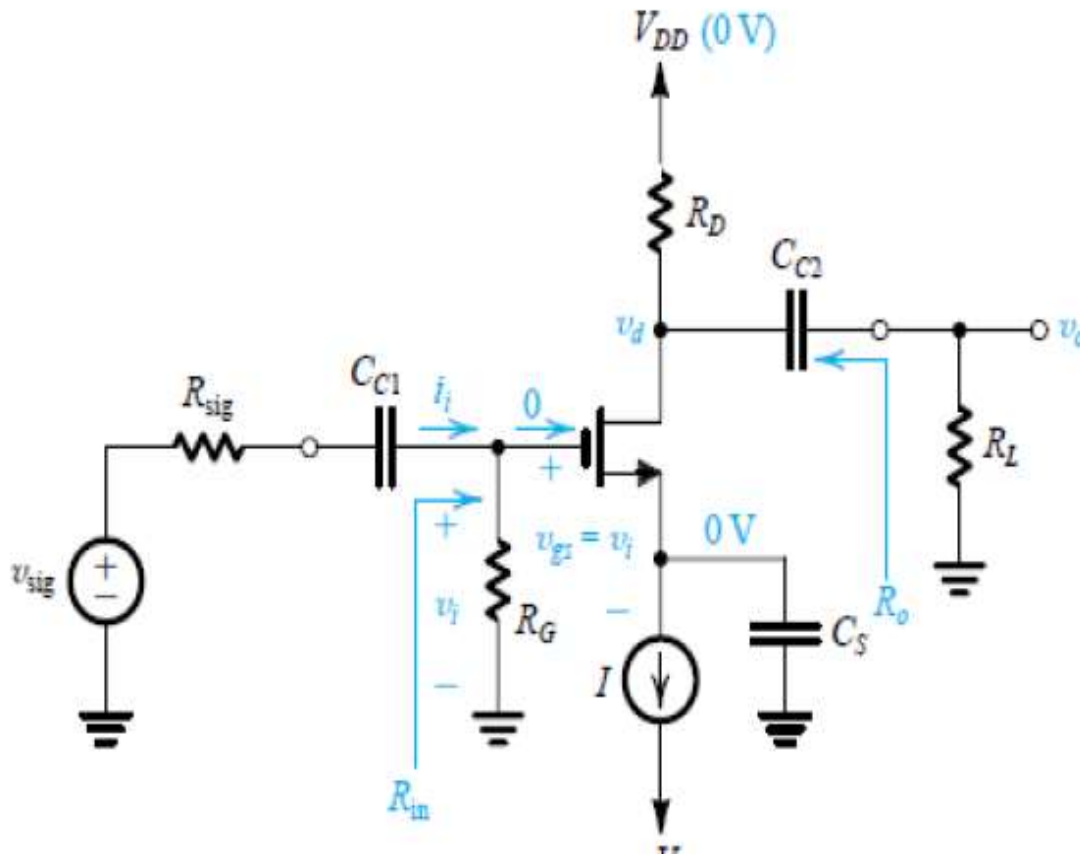 V_DD (0 V)
R_D
C_C2
v_d
C_C1
R_sig
i_i
0
+
R_L
+
v_gs = v_i
0 V
v_sig
+
−
v_i
R_G
−
C_S
R_o
−
I
R_in